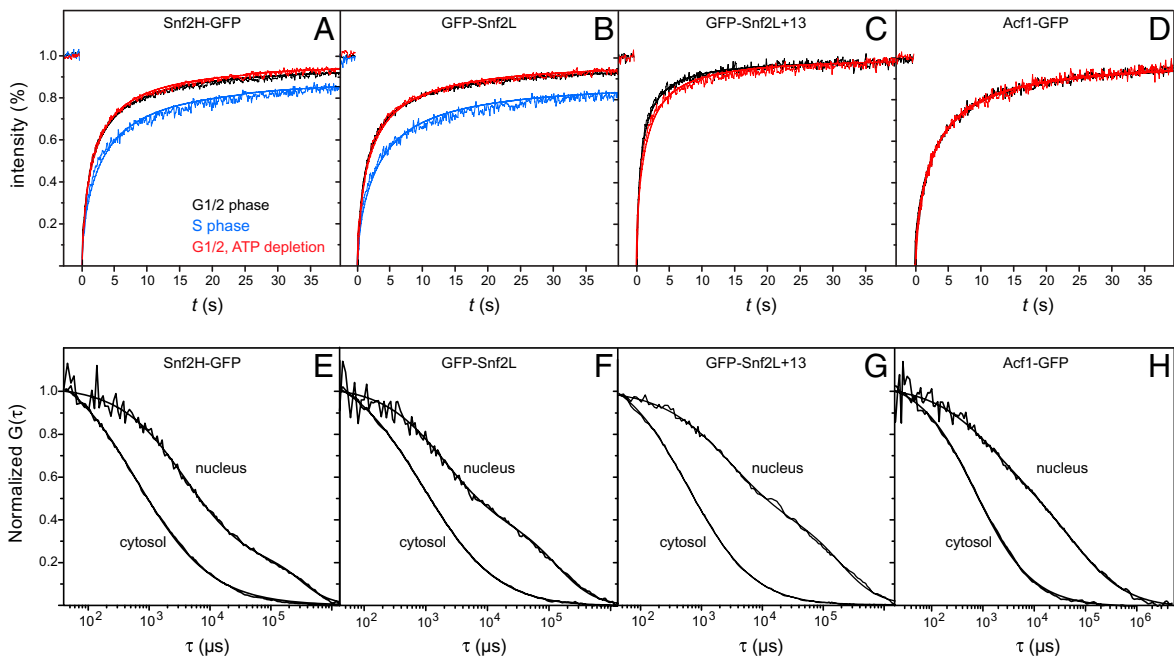 Snf2H-GFP A GFP-Snf2L B GFP-Snf2L+13 C Acf1-GFP D
intensity (%)
1.0
0.8
0.6
0.4
0.2
G1/2 phase
S phase
G1/2, ATP depletion
0 5 10 15 20 25 30 35 0 5 10 15 20 25 30 35 0 5 10 15 20 25 30 35 0 5 10 15 20 25 30 35
t (s) t (s) t (s) t (s)
Snf2H-GFP E GFP-Snf2L F GFP-Snf2L+13 G Acf1-GFP H
Normalized G(τ)
1.0
0.8
0.6
0.4
0.2
nucleus nucleus nucleus nucleus
cytosol cytosol cytosol cytosol
10² 10³ 10⁴ 10⁵ 10² 10³ 10⁴ 10⁵ 10² 10³ 10⁴ 10⁵ 10² 10³ 10⁴ 10⁵ 10⁶
τ (µs) τ (µs) τ (µs) τ (µs)